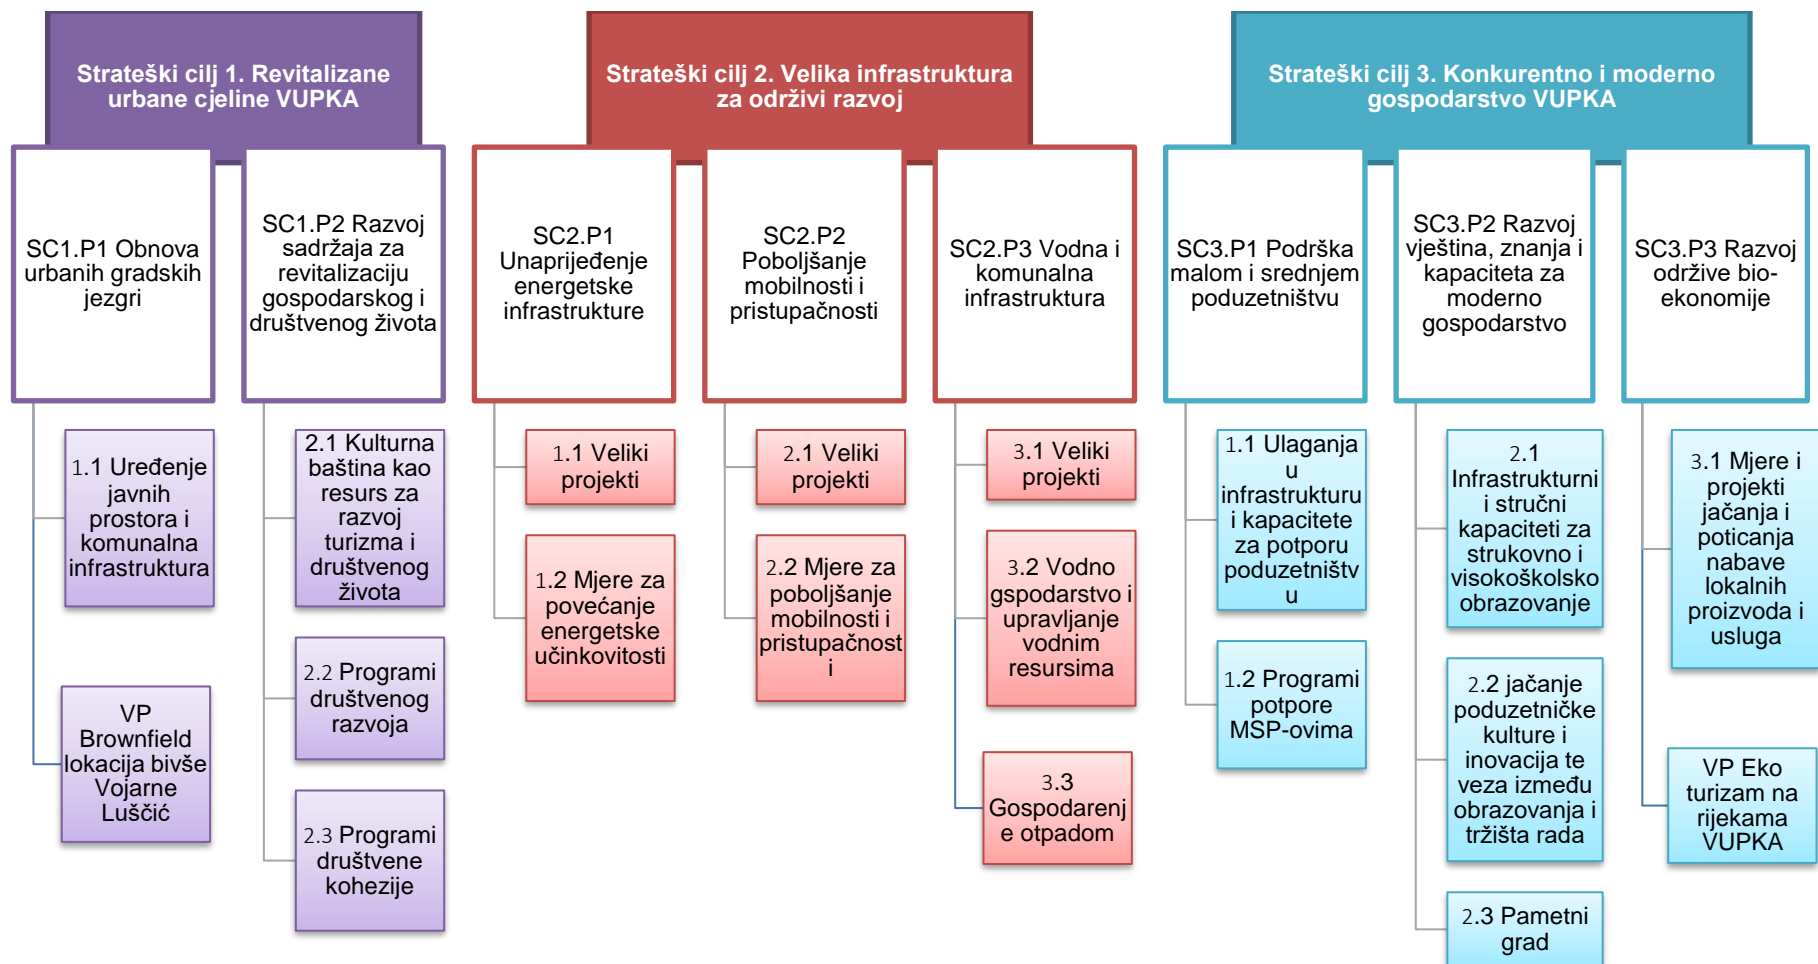 Strateški cilj 1. Revitalizane
urbane cjeline VUPKA
SC1.P1 Obnova
urbanih gradskih
jezgri
1.1 Uređenje
javnih
prostora i
komunalna
infrastruktura
VP
Brownfield
lokacija bivše
Vojarne
Luščić
SC1.P2 Razvoj
sadržaja za
revitalizaciju
gospodarskog i
društvenog života
2.1 Kulturna
baština kao
resurs za
razvoj
turizma i
društvenog
života
2.2 Programi
društvenog
razvoja
2.3 Programi
društvene
kohezije
Strateški cilj 2. Velika infrastruktura
za održivi razvoj
SC2.P1
Unaprijeđenje
energetske
infrastrukture
1.1 Veliki
projekti
1.2 Mjere za
povećanje
energetske
učinkovitosti
SC2.P2
Poboljšanje
mobilnosti i
pristupačnosti
2.1 Veliki
projekti
2.2 Mjere za
poboljšanje
mobilnosti i
pristupačnost
i
SC2.P3 Vodna i
komunalna
infrastruktura
3.1 Veliki
projekti
3.2 Vodno
gspodarstvo i
upravljanje
vodnim
resursima
3.3
Gospodarenj
e otpadom
Strateški cilj 3. Konkurentno i moderno
gospodarstvo VUPKA
SC3.P1 Podrška
malom i srednjem
poduzetništvu
1.1 Ulaganja
u
infrastrukturu
i kapacitete
za potporu
poduzetništv
u
1.2 Programi
potpore
MSP-ovima
SC3.P2 Razvoj
vještina, znanja i
kapaciteta za
moderno
gospodarstvo
2.1
Infrastrukturni
i stručni
kapaciteti za
strukovno i
visokoškolsko
obrazovanje
2.2 jačanje
poduzetničke
kulture i
inovacija te
veza između
obrazovanja i
tržišta rada
2.3 Pametni
grad
SC3.P3 Razvoj
održive bio-
ekonomije
3.1 Mjere i
projekti
jačanja i
poticanja
nabave
lokalnih
proizvoda i
usluga
VP Eko
turizam na
rijekama
VUPKA